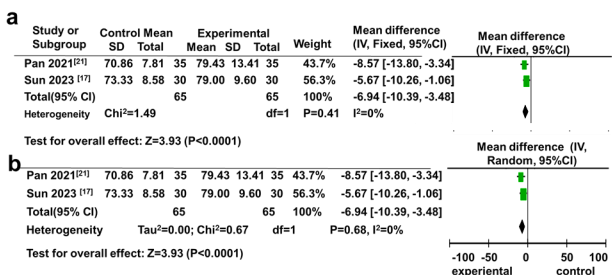 a
Study or Control Mean Experimental Mean difference Mean difference
Subgroup SD Total Mean SD Total Weight (IV, Fixed, 95%CI) (IV, Fixed, 95%CI)
Pan 2021[21] 70.86 7.81 35 79.43 13.41 35 43.7% -8.57 [-13.80, -3.34]
Sun 2023 [17] 73.33 8.58 30 79.00 9.60 30 56.3% -5.67 [-10.26, -1.06]
Total(95% CI) 65 65 100% -6.94 [-10.39, -3.48]
Heterogeneity Chi²=1.49 df=1 P=0.41 I²=0%
Test for overall effect: Z=3.93 (P<0.0001)
b
Mean difference (IV,
Random, 95%CI)
Pan 2021[21] 70.86 7.81 35 79.43 13.41 35 43.7% -8.57 [-13.80, -3.34]
Sun 2023 [17] 73.33 8.58 30 79.00 9.60 30 56.3% -5.67 [-10.26, -1.06]
Total(95% CI) 65 65 100% -6.94 [-10.39, -3.48]
Heterogeneity Tau²=0.00; Chi²=0.67 df=1 P=0.68, I²=0%
Test for overall effect: Z=3.93 (P<0.0001)
-100 -50 0 50 100
experiental control